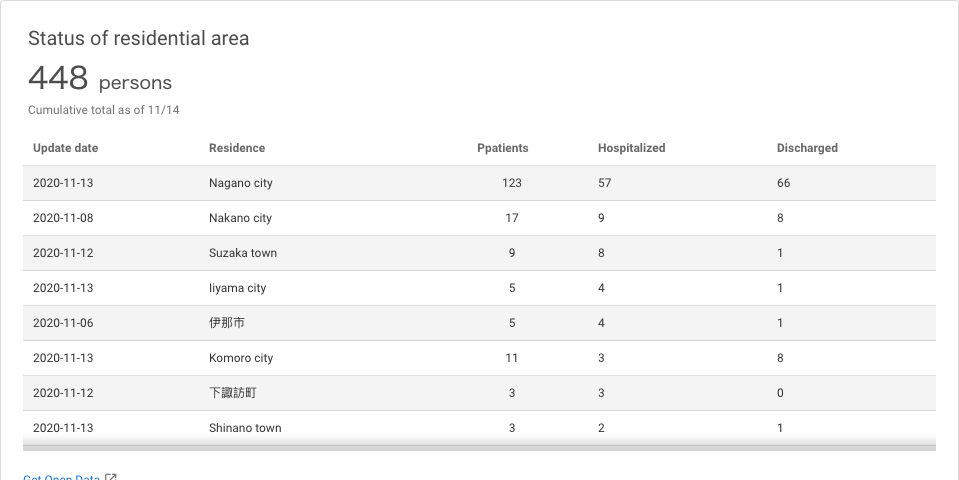 Status of residential area
448 persons
Cumulative total as of 11/14
Update date Residence Ppatients Hospitalized Discharged
2020-11-13 Nagano city 123 57 66
2020-11-08 Nakano city 17 9 8
2020-11-12 Suzaka town 9 8 1
2020-11-13 Iiyama city 5 4 1
2020-11-06 伊那市 5 4 1
2020-11-13 Komoro city 11 3 8
2020-11-12 下諏訪町 3 3 0
2020-11-13 Shinano town 3 2 1
Get Open Data